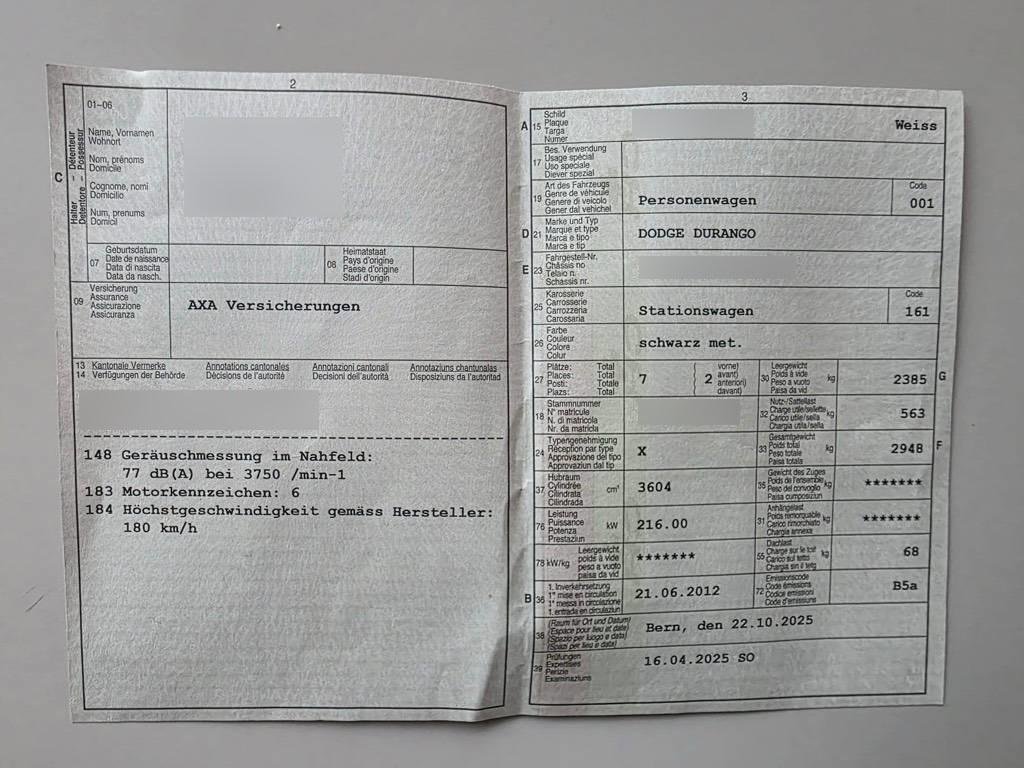 2
01-06
Halter - Détenteur
Detentore - Possessur
C
Name, Vornamen
Wohnort
Nom, prénoms
Domicile
Cognome, nomi
Domicilio
Num, prenums
Domicil
07
Geburtsdatum
Date de naissance
Data di nascita
Data da nasch.
08
Heimatstaat
Pays d'origine
Paese d'origine
Stadi d'origin
09
Versicherung
Assurance
Assicurazione
Assicuranza
AXA Versicherungen
13 Kantonale Vermerke Annotations cantonales Annotazioni cantonali Annotaziuns chantunalas
14 Verfügungen der Behörde Décisions de l'autorité Decisioni dell'autorità Disposiziuns da l'autoritad
148 Geräuschmessung im Nahfeld:
77 dB(A) bei 3750 /min-1
183 Motorkennzeichen: 6
184 Höchstgeschwindigkeit gemäss Hersteller:
180 km/h
3
A 15
Schild
Plaque
Targa
Numer
Weiss
17
Bes. Verwendung
Usage spécial
Uso speciale
Diever spezial
19
Art des Fahrzeugs
Genre de véhicule
Genere di veicolo
Gener dal vehichel
Personenwagen
Code
001
D 21
Marke und Typ
Marque et type
Marca e tipo
Marca e tip
DODGE DURANGO
E 23
Fahrgestell-Nr.
Châssis no
Telaio n.
Schassis nr.
25
Karosserie
Carrosserie
Carrozzeria
Carossaria
Stationswagen
Code
161
26
Farbe
Couleur
Colore
Colur
schwarz met.
27
Plätze: Total
Places: Total
Posti: Totale
Plazs: Total
7
2
vorne)
avant)
anteriori)
davant)
30
Leergewicht
Poids à vide
Peso a vuoto
Paisa da vid
kg
2385
G
18
Stammnummer
N° matricule
N. di matricola
Nr. da matricla
32
Nutz-/Sattellast
Charge utile/sellette
Carico utile/sella
Chargia utila/sella
kg
563
24
Typengenehmigung
Réception par type
Approvazione del tipo
Approvaziun dal tip
X
33
Gesamtgewicht
Poids total
Peso totale
Paisa totala
kg
2948
F
37
Hubraum
Cylindrée
Cilindrata
Cilindrada
cm³
3604
35
Gewicht des Zuges
Poids de l'ensemble
Peso del convoglio
Paisa cumposiziun
kg
*******
76
Leistung
Puissance
Potenza
Prestaziun
kW
216.00
31
Anhängelast
Poids remorquable
Carico rimorchiato
Chargia annexa
kg
*******
78 kW/kg
Leergewicht
poids à vide
peso a vuoto
paisa da vid
*******
55
Dachlast
Charge sur le toit
Carico sul tetto
Chargia sin il tetg
kg
68
B 36
1. Inverkehrsetzung
1re mise en circulation
1a messa in circolazione
1. entrada en circulaziun
21.06.2012
72
Emissionscode
Code émissions
Codice emissioni
Code d'emissiuns
B5a
38
(Raum für Ort und Datum)
(Espace pour lieu et date)
(Spazio per luogo e data)
(Spazi per lieu e data)
Bern, den 22.10.2025
39
Prüfungen
Expertises
Perizie
Examinaziuns
16.04.2025 SO